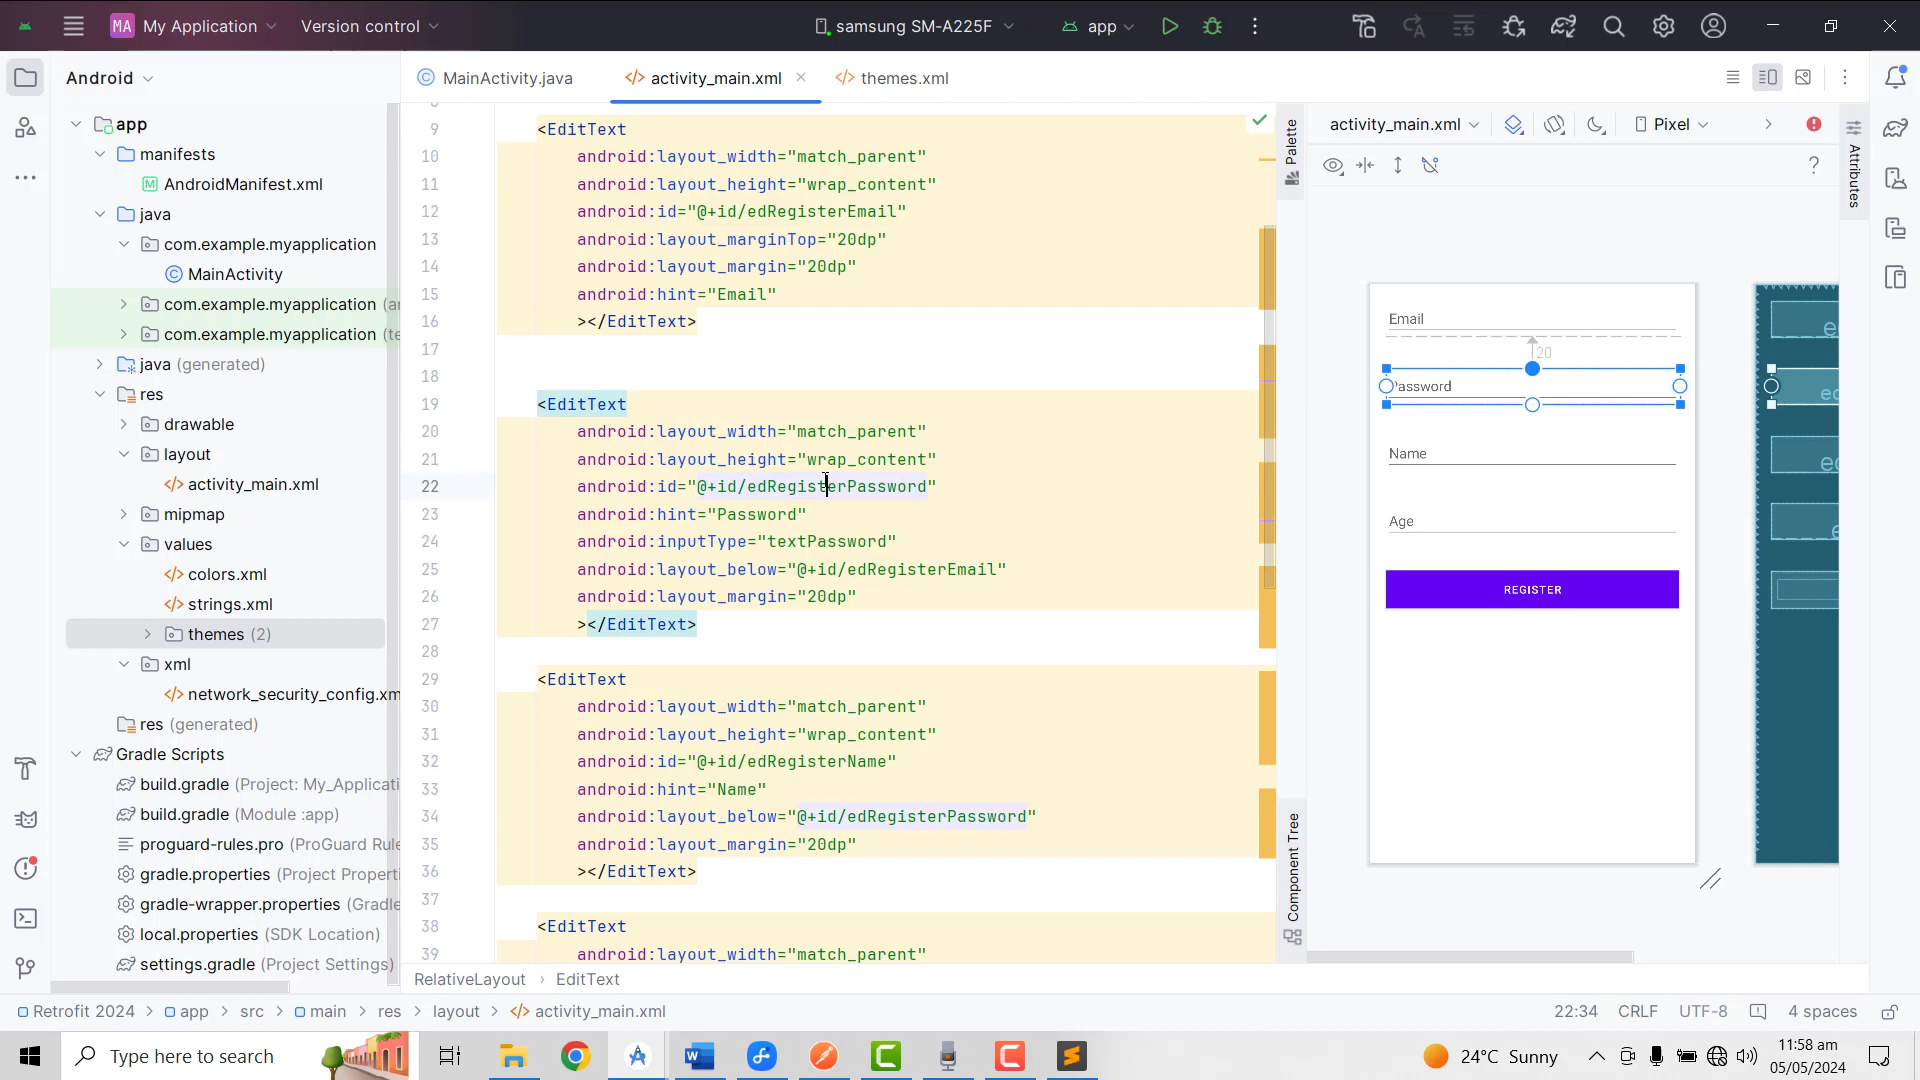 MA My Application
Version control
samsung SM-A225F
app
Android
MainActivity.java
activity_main.xml
themes.xml
app
manifests
AndroidManifest.xml
java
com.example.myapplication
MainActivity
com.example.myapplication
com.example.myapplication
java (generated)
res
drawable
layout
activity_main.xml
mipmap
values
colors.xml
strings.xml
themes (2)
xml
network_security_config.xm
res (generated)
Gradle Scripts
build.gradle (Project: My_Applicati
build.gradle (Module :app)
proguard-rules.pro (ProGuard Rule
gradle.properties (Project Properti
gradle-wrapper.properties (Gradle
local.properties (SDK Location)
settings.gradle (Project Settings)
9 <EditText
10 android:layout_width="match_parent"
11 android:layout_height="wrap_content"
12 android:id="@+id/edRegisterEmail"
13 android:layout_marginTop="20dp"
14 android:layout_margin="20dp"
15 android:hint="Email"
16 ></EditText>
17
18
19 <EditText
20 android:layout_width="match_parent"
21 android:layout_height="wrap_content"
22 android:id="@+id/edRegisterPassword"
23 android:hint="Password"
24 android:inputType="textPassword"
25 android:layout_below="@+id/edRegisterEmail"
26 android:layout_margin="20dp"
27 ></EditText>
28
29 <EditText
30 android:layout_width="match_parent"
31 android:layout_height="wrap_content"
32 android:id="@+id/edRegisterName"
33 android:hint="Name"
34 android:layout_below="@+id/edRegisterPassword"
35 android:layout_margin="20dp"
36 ></EditText>
37
38 <EditText
39 android:layout_width="match_parent"
RelativeLayout › EditText
Palette
Component Tree
Attributes
activity_main.xml
Pixel
?
Email
20
Password
Name
Age
REGISTER
Retrofit 2024 > app > src > main > res > layout > activity_main.xml
22:34 CRLF UTF-8 4 spaces
Type here to search
24°C Sunny
11:58 am
05/05/2024